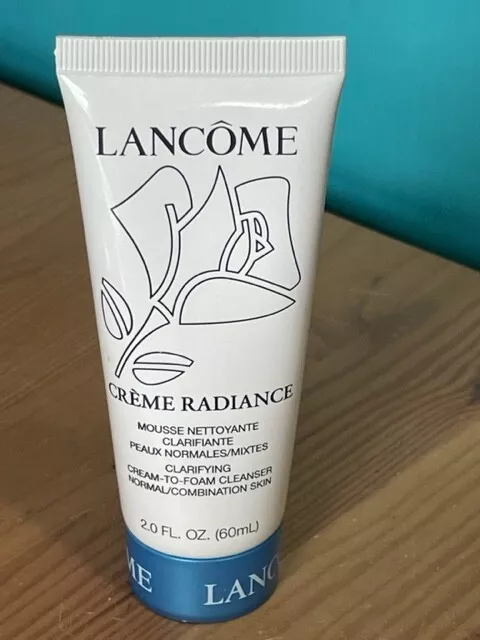 LANCÔME
CRÈME RADIANCE
MOUSSE NETTOYANTE
CLARIFIANTE
PEAUX NORMALES/MIXTES
CLARIFYING
CREAM-TO-FOAM CLEANSER
NORMAL/COMBINATION SKIN
2.0 FL. OZ. (60mL)
ME LANC